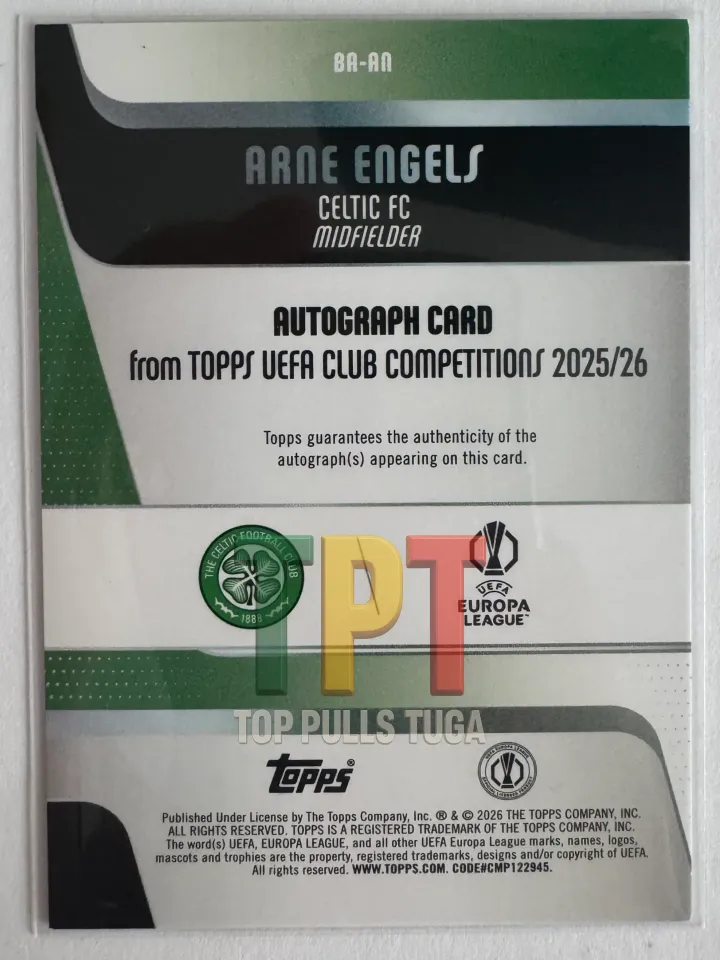 BA-AN
ARNE ENGELS
CELTIC FC
MIDFIELDER
AUTOGRAPH CARD
from TOPPS UEFA CLUB COMPETITIONS 2025/26
Topps guarantees the authenticity of the
autograph(s) appearing on this card.
THE CELTIC FOOTBALL CLUB
1888
TPT
UEFA
EUROPA
LEAGUE™
TOP PULLS TUGA
topps®
Published Under License by The Topps Company, Inc. ® & © 2026 THE TOPPS COMPANY, INC.
ALL RIGHTS RESERVED. TOPPS IS A REGISTERED TRADEMARK OF THE TOPPS COMPANY, INC.
The word(s) UEFA, EUROPA LEAGUE, and all other UEFA Europa League marks, names, logos,
mascots and trophies are the property, registered trademarks, designs and/or copyright of UEFA.
All rights reserved. WWW.TOPPS.COM. CODE#CMP122945.